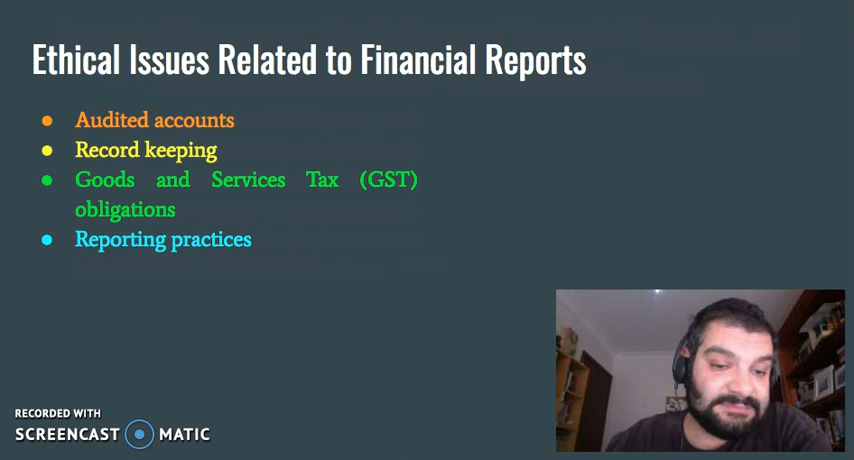 Ethical Issues Related to Financial Reports
● Audited accounts
● Record keeping
● Goods and Services Tax (GST)
obligations
● Reporting practices
RECORDED WITH
SCREENCAST MATIC